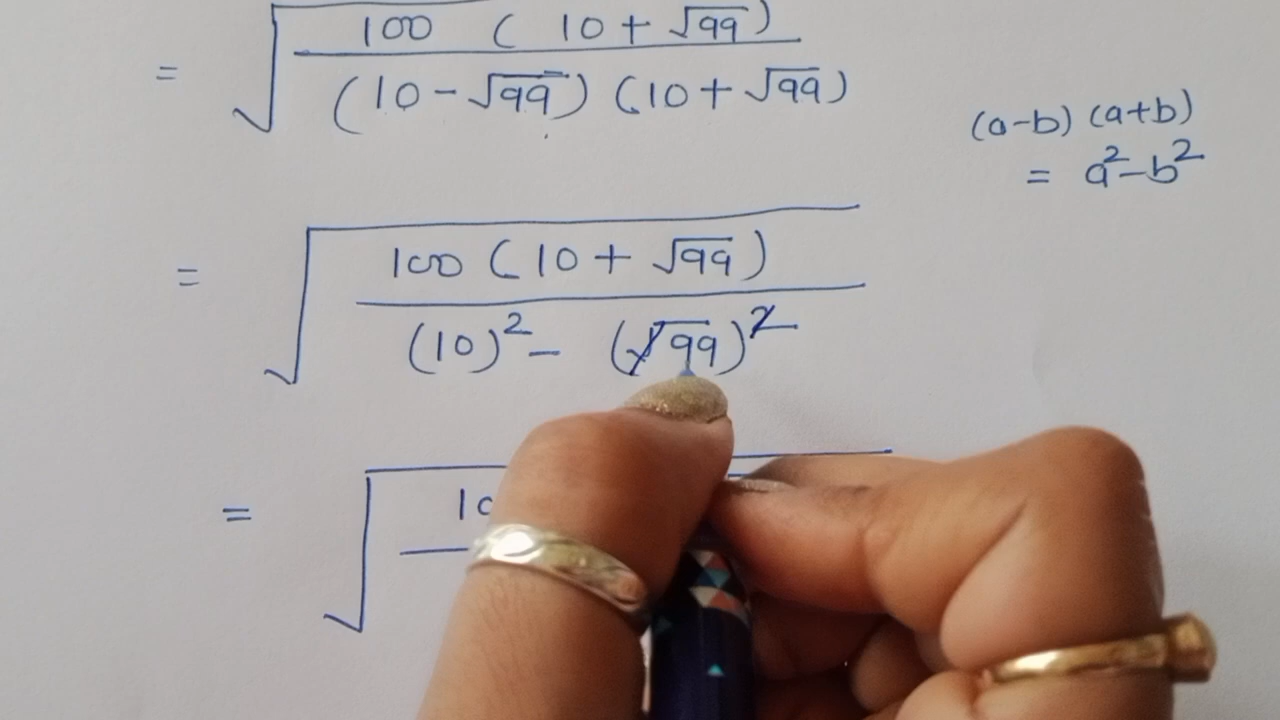 100 ( 10 + √99 )
= √ (10 - √99 ) (10 + √99 )
(a-b) (a+b)
= a²-b²
100 ( 10 + √99 )
= √ (10)² - (√99)²
=